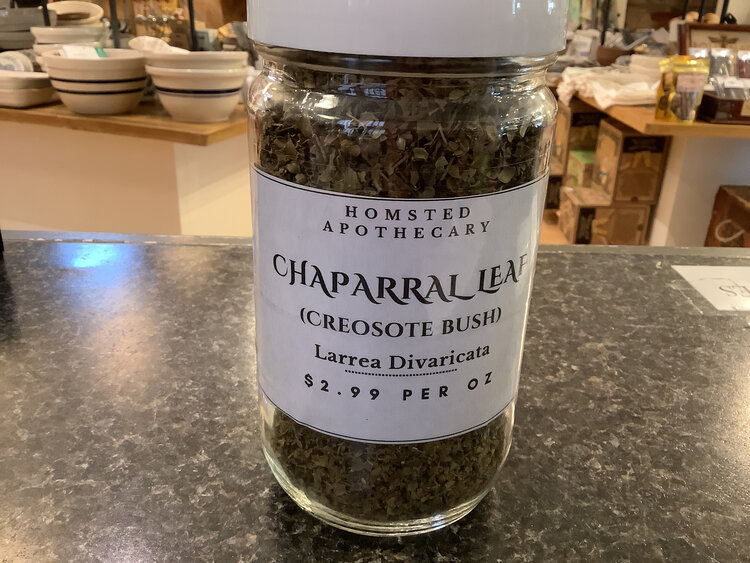 HOMSTED
APOTHECARY
CHAPARRAL LEAF
(CREOSOTE BUSH)
Larrea Divaricata
$2.99 PER OZ